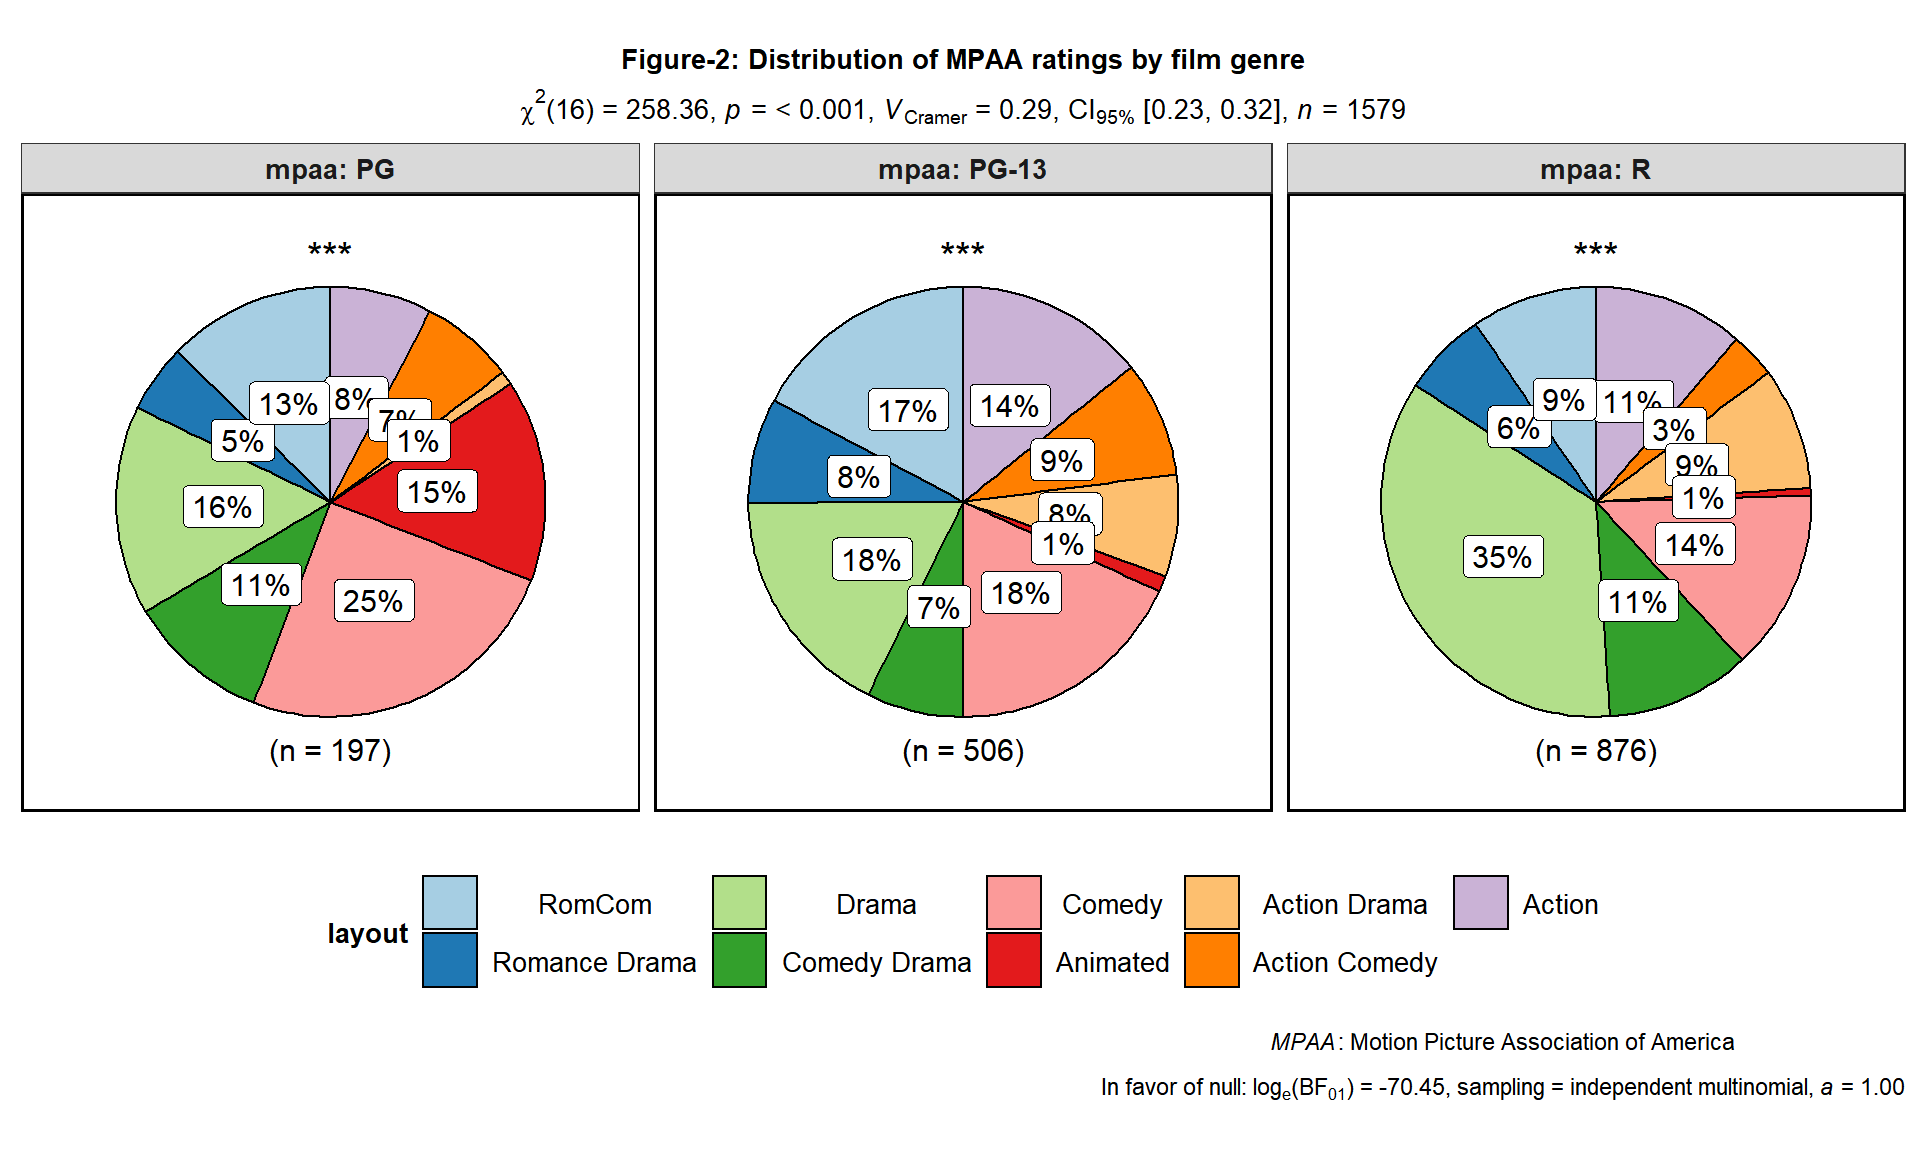 Figure-2: Distribution of MPAA ratings by film genre
χ2(16) = 258.36, p = < 0.001, VCramer = 0.29, CI95% [0.23, 0.32], n = 1579
mpaa: PG
***
13%
8%
7%
1%
5%
15%
16%
11%
25%
(n = 197)
mpaa: PG-13
***
17%
14%
9%
8%
8%
1%
18%
18%
7%
(n = 506)
mpaa: R
***
9%
11%
6%
3%
9%
1%
14%
35%
11%
(n = 876)
layout
RomCom
Drama
Comedy
Action Drama
Action
Romance Drama
Comedy Drama
Animated
Action Comedy
MPAA: Motion Picture Association of America
In favor of null: loge(BF01) = -70.45, sampling = independent multinomial, a = 1.00